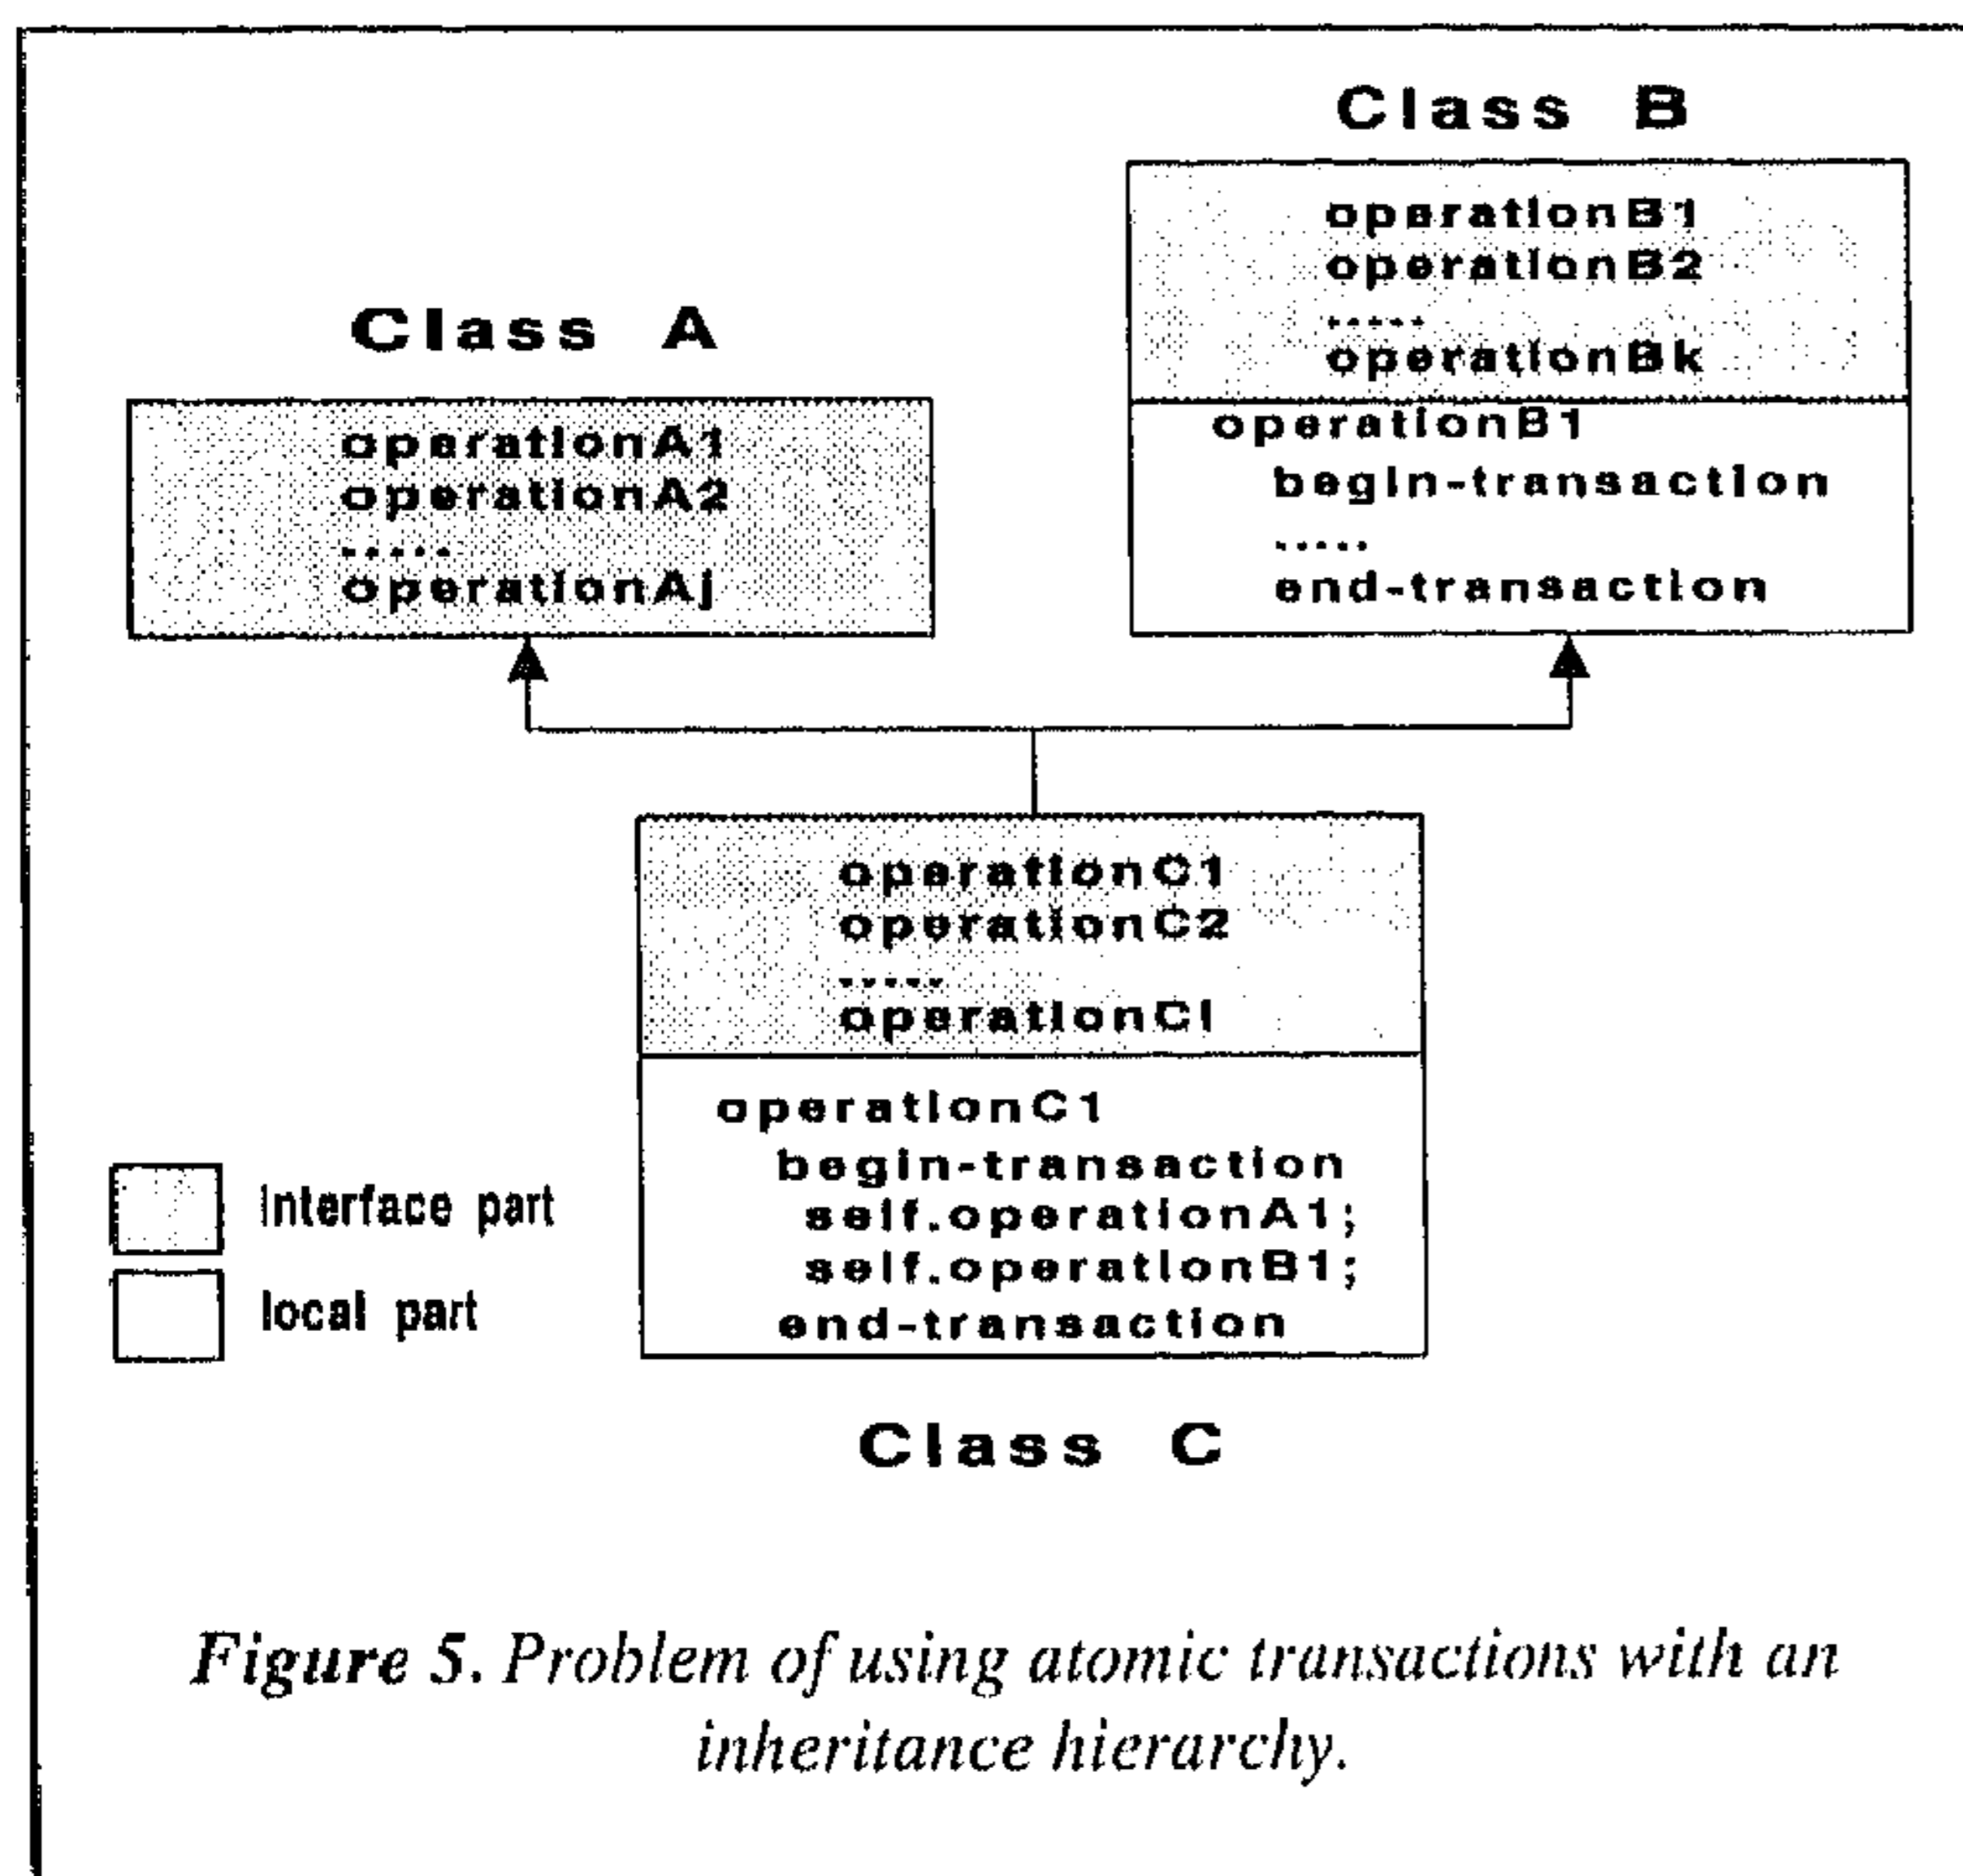 Class B
operationB1
operationB2
.....
operationBk
operationB1
begin-transaction
.....
end-transaction
Class A
operationA1
operationA2
.....
operationAj
operationC1
operationC2
.....
operationCl
operationC1
begin-transaction
self.operationA1;
self.operationB1;
end-transaction
Class C
Interface part
local part
Figure 5. Problem of using atomic transactions with an
inheritance hierarchy.